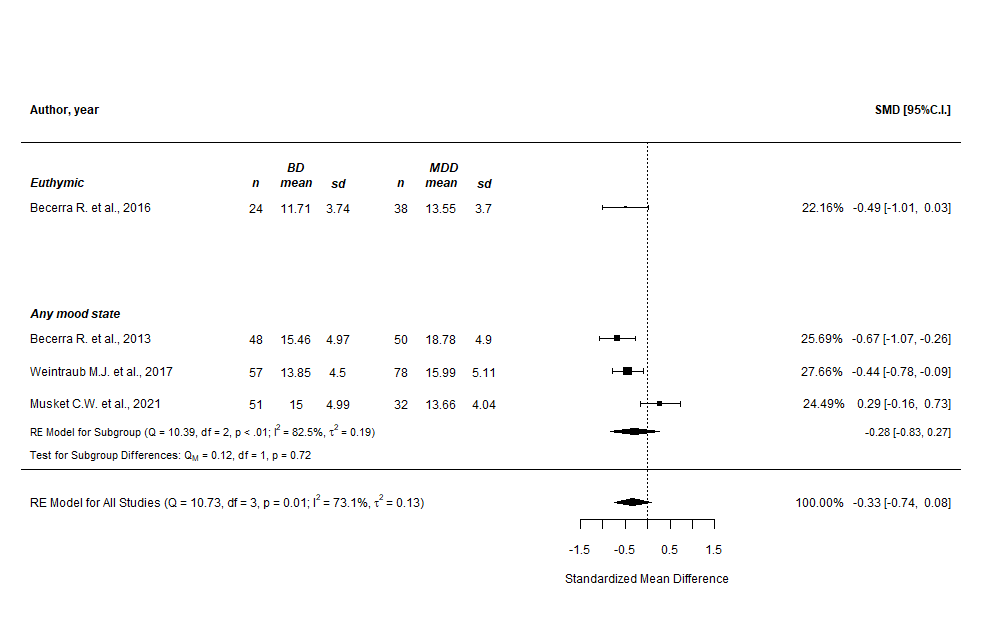 Author, year SMD [95%C.I.]
BD MDD
Euthymic n mean sd n mean sd
Becerra R. et al., 2016 24 11.71 3.74 38 13.55 3.7 22.16% -0.49 [-1.01, 0.03]
Any mood state
Becerra R. et al., 2013 48 15.46 4.97 50 18.78 4.9 25.69% -0.67 [-1.07, -0.26]
Weintraub M.J. et al., 2017 57 13.85 4.5 78 15.99 5.11 27.66% -0.44 [-0.78, -0.09]
Musket C.W. et al., 2021 51 15 4.99 32 13.66 4.04 24.49% 0.29 [-0.16, 0.73]
RE Model for Subgroup (Q = 10.39, df = 2, p < .01; I² = 82.5%, τ² = 0.19) -0.28 [-0.83, 0.27]
Test for Subgroup Differences: Q_M = 0.12, df = 1, p = 0.72
RE Model for All Studies (Q = 10.73, df = 3, p = 0.01; I² = 73.1%, τ² = 0.13) 100.00% -0.33 [-0.74, 0.08]
-1.5 -0.5 0.5 1.5
Standardized Mean Difference